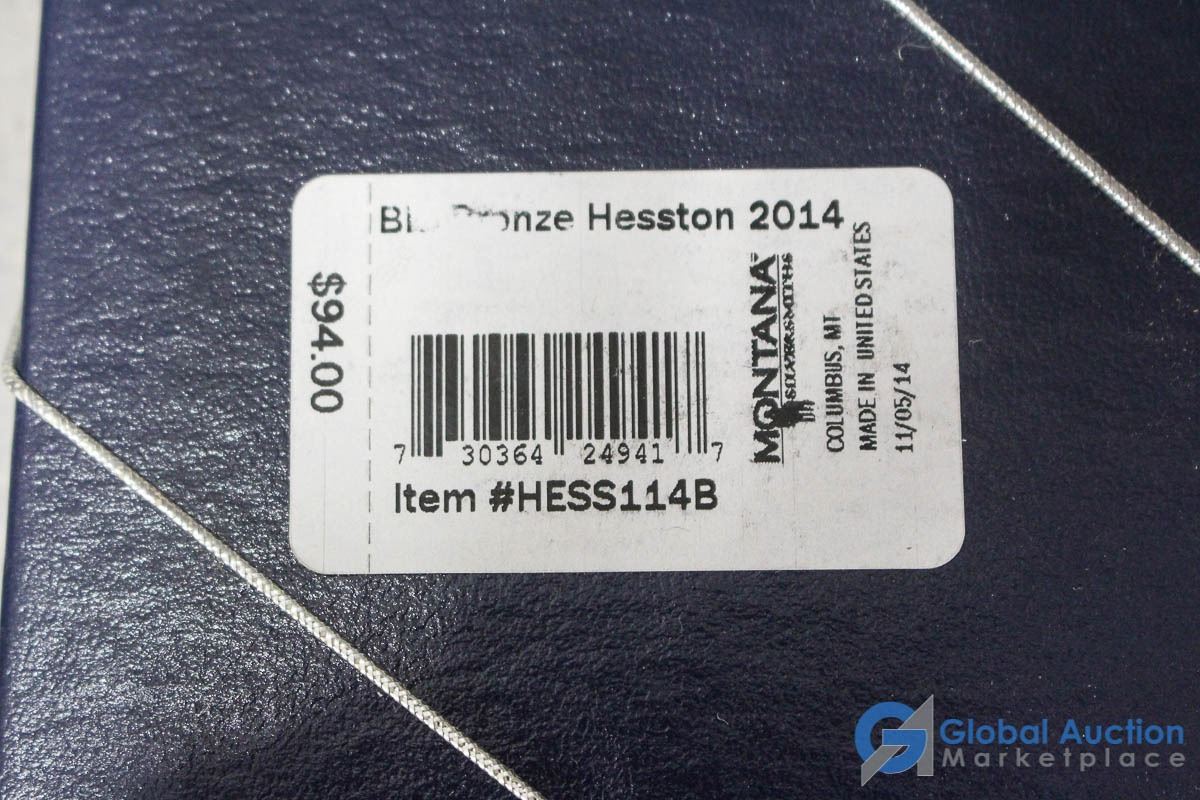 Bronze Hesston 2014
$94.00
7 30364 24941 7
Item #HESS114B
MONTANA
SILVERSMITHS
COLUMBUS, MT
MADE IN UNITED STATES
11/05/14
Global Auction
Marketplace